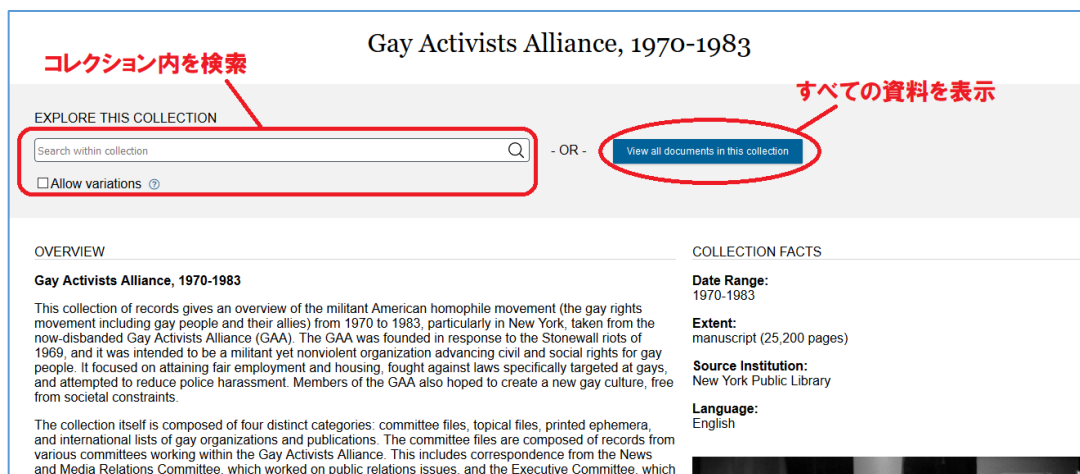 Gay Activists Alliance, 1970-1983
コレクション内を検索
すべての資料を表示
EXPLORE THIS COLLECTION
Search within collection
- OR -
View all documents in this collection
Allow variations ?
OVERVIEW
Gay Activists Alliance, 1970-1983
This collection of records gives an overview of the militant American homophile movement (the gay rights
movement including gay people and their allies) from 1970 to 1983, particularly in New York, taken from the
now-disbanded Gay Activists Alliance (GAA). The GAA was founded in response to the Stonewall riots of
1969, and it was intended to be a militant yet nonviolent organization advancing civil and social rights for gay
people. It focused on attaining fair employment and housing, fought against laws specifically targeted at gays,
and attempted to reduce police harassment. Members of the GAA also hoped to create a new gay culture, free
from societal constraints.
The collection itself is composed of four distinct categories: committee files, topical files, printed ephemera,
and international lists of gay organizations and publications. The committee files are composed of records from
various committees working within the Gay Activists Alliance. This includes correspondence from the News
and Media Relations Committee, which worked on public relations issues, and the Executive Committee, which
COLLECTION FACTS
Date Range:
1970-1983
Extent:
manuscript (25,200 pages)
Source Institution:
New York Public Library
Language:
English